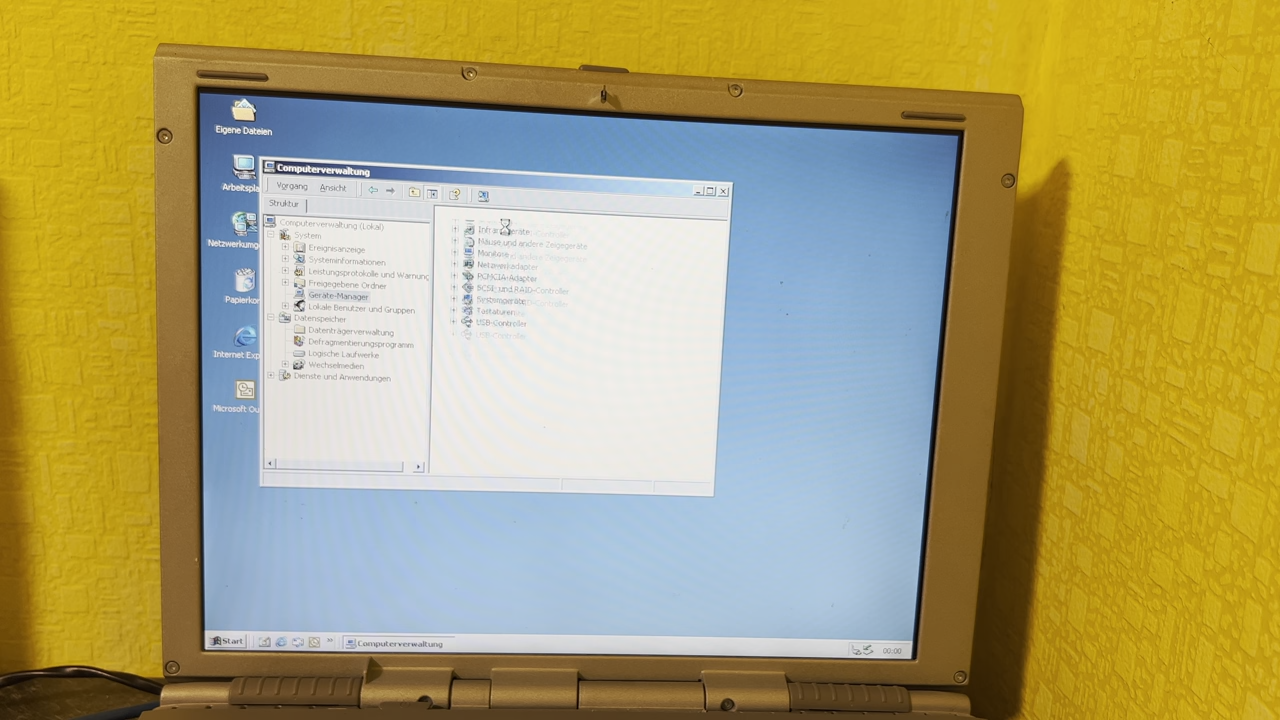 Eigene Dateien
Arbeitspla
Netzwerkumg
Papierkor
Internet Exp
Microsoft Ou
Computerverwaltung
Vorgang Ansicht
Struktur
Computerverwaltung (Lokal)
System
Ereignisanzeige
Systeminformationen
Leistungsprotokolle und Warnung
Freigegebene Ordner
Geräte-Manager
Lokale Benutzer und Gruppen
Datenspeicher
Datenträgerverwaltung
Defragmentierungsprogramm
Logische Laufwerke
Wechselmedien
Dienste und Anwendungen
Mäuse und andere Zeigegeräte
Monitore
Netzwerkadapter
PCMCIA-Adapter
SCSI- und RAID-Controller
Systemgeräte
Tastaturen
USB-Controller
USB-Controller
Start
Computerverwaltung
00:00